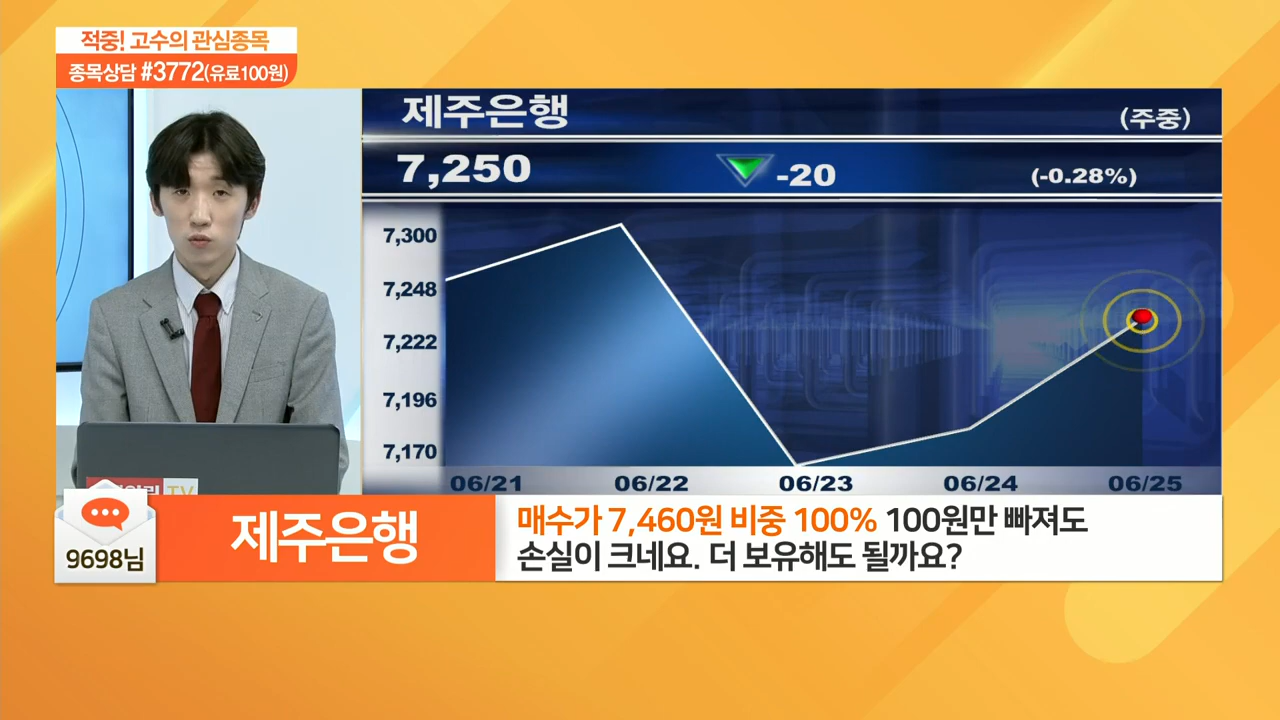 적중! 고수의 관심종목
종목상담 #3772(유료100원)
제주은행
(주중)
7,250
-20
(-0.28%)
7,300
7,248
7,222
7,196
7,170
06/21 06/22 06/23 06/24 06/25
TV
9698님
제주은행
매수가 7,460원 비중 100% 100원만 빠져도
손실이 크네요. 더 보유해도 될까요?